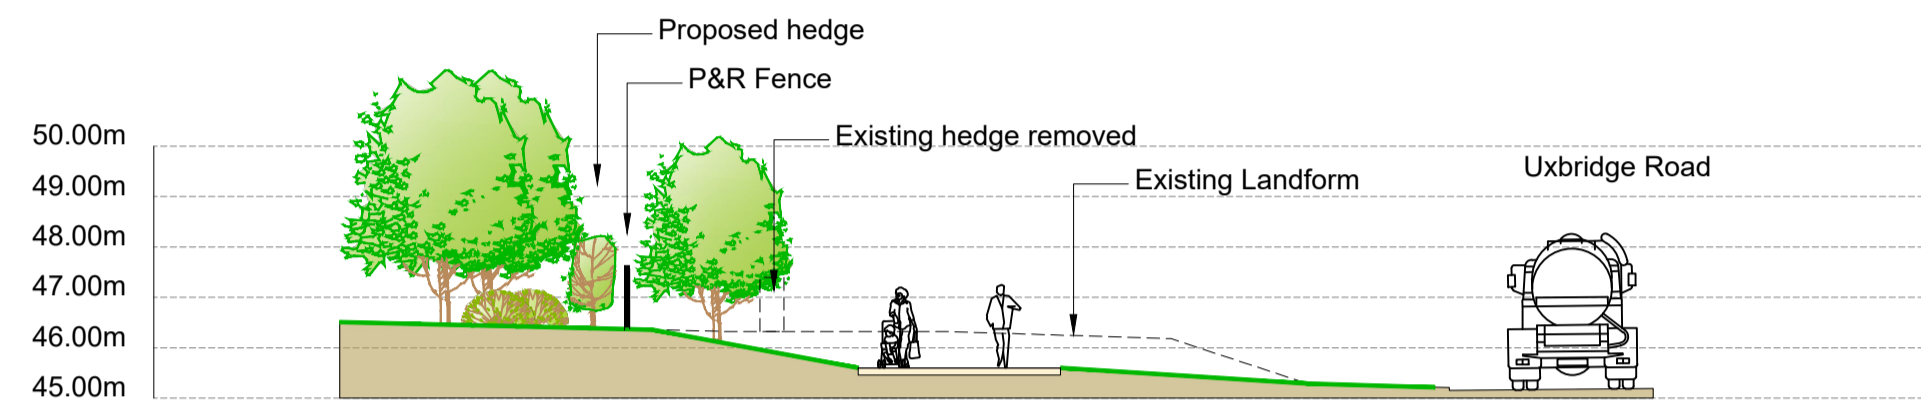 Proposed hedge
P&R Fence
Existing hedge removed
50.00m
Uxbridge Road
Existing Landform
49.00m
48.00m
47.00m
46.00m
45.00m